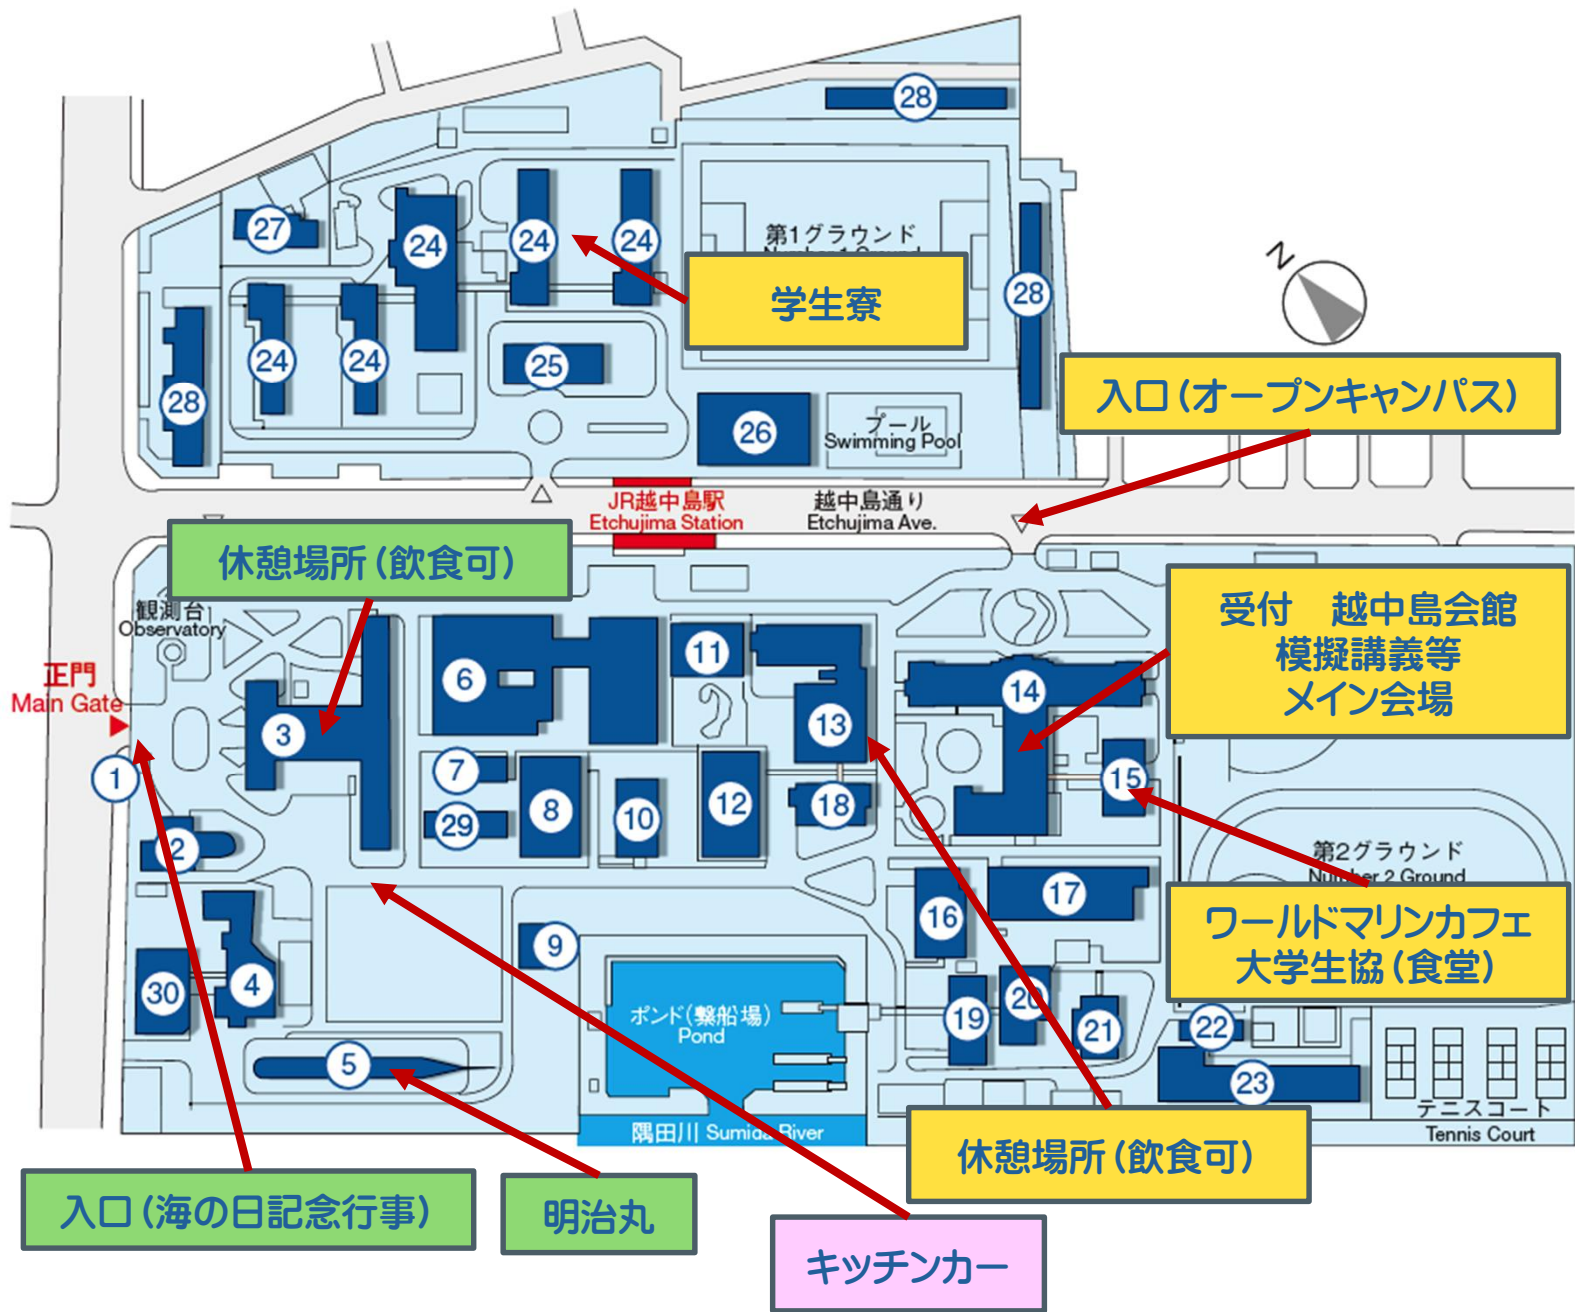 28
27
24
24
24
第1グラウンド
学生寮
28
N
24
24
25
28
26
プール
Swimming Pool
入口(オープンキャンパス)
JR越中島駅
Etchujima Station
越中島通り
Etchujima Ave.
休憩場所(飲食可)
観測台
Observatory
正門
Main Gate
1
2
3
6
11
13
14
受付 越中島会館
模擬講義等
メイン会場
7
29
8
10
12
18
15
第2グラウンド
Number 2 Ground
ワールドマリンカフェ
大学生協(食堂)
16
17
9
30
4
5
ポンド(繋船場)
Pond
19
20
21
22
23
隅田川 Sumida River
テニスコート
Tennis Court
休憩場所(飲食可)
入口(海の日記念行事)
明治丸
キッチンカー